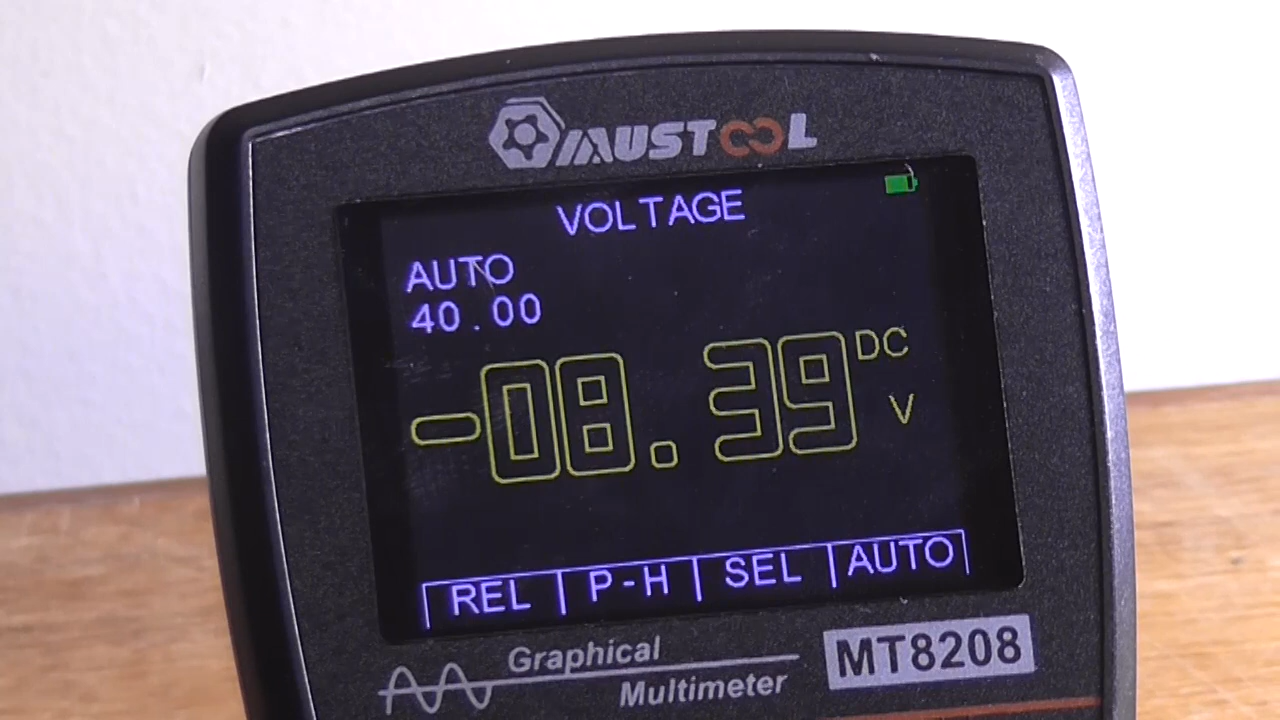 MUSTOOL
VOLTAGE
AUTO
40.00
-08.39 DC
V
REL P-H SEL AUTO
Graphical
Multimeter
MT8208